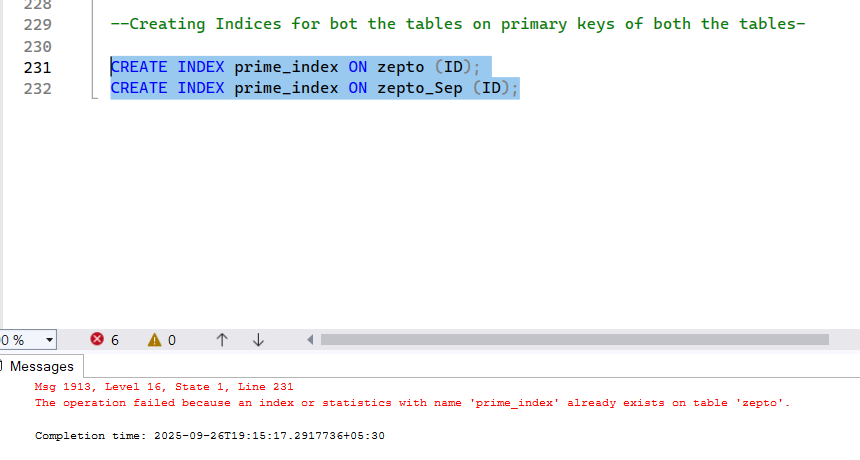 228
229 --Creating Indices for bot the tables on primary keys of both the tables-
230
231 CREATE INDEX prime_index ON zepto (ID);
232 CREATE INDEX prime_index ON zepto_Sep (ID);
0 % 6 0
Messages
Msg 1913, Level 16, State 1, Line 231
The operation failed because an index or statistics with name 'prime_index' already exists on table 'zepto'.
Completion time: 2025-09-26T19:15:17.2917736+05:30